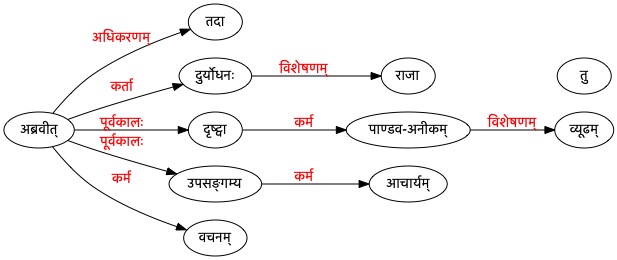 तदा
अधिकरणम्
दुर्योधनः विशेषणम् राजा तु
कर्ता
अब्रवीत् पूर्वकालः दृष्ट्वा कर्म पाण्डव-अनीकम् विशेषणम् व्यूढम्
पूर्वकालः
उपसङ्गम्य कर्म आचार्यम्
कर्म
वचनम्